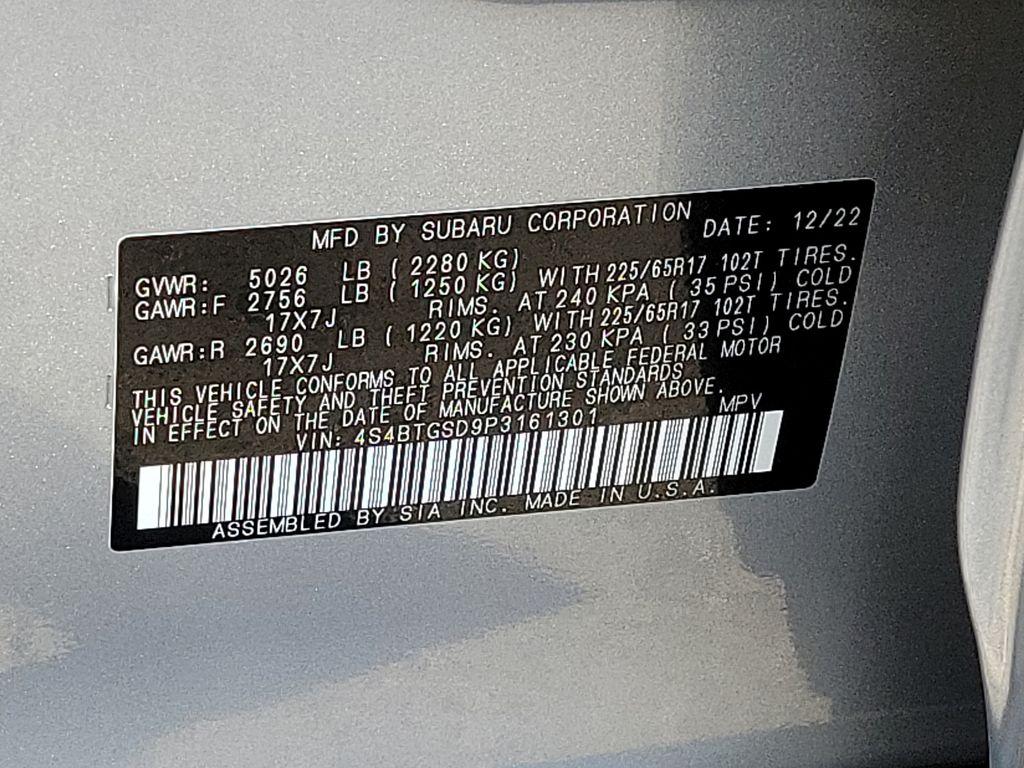 MFD BY SUBARU CORPORATION DATE: 12/22
GVWR: 5026 LB ( 2280 KG)
GAWR:F 2756 LB ( 1250 KG) WITH 225/65R17 102T TIRES.
17X7J RIMS. AT 240 KPA ( 35 PSI) COLD
GAWR:R 2690 LB ( 1220 KG) WITH 225/65R17 102T TIRES.
17X7J RIMS. AT 230 KPA ( 33 PSI) COLD
THIS VEHICLE CONFORMS TO ALL APPLICABLE FEDERAL MOTOR
VEHICLE SAFETY AND THEFT PREVENTION STANDARDS
IN EFFECT ON THE DATE OF MANUFACTURE SHOWN ABOVE.
VIN: 4S4BTGSD9P3161301 MPV
ASSEMBLED BY SIA INC. MADE IN U.S.A.